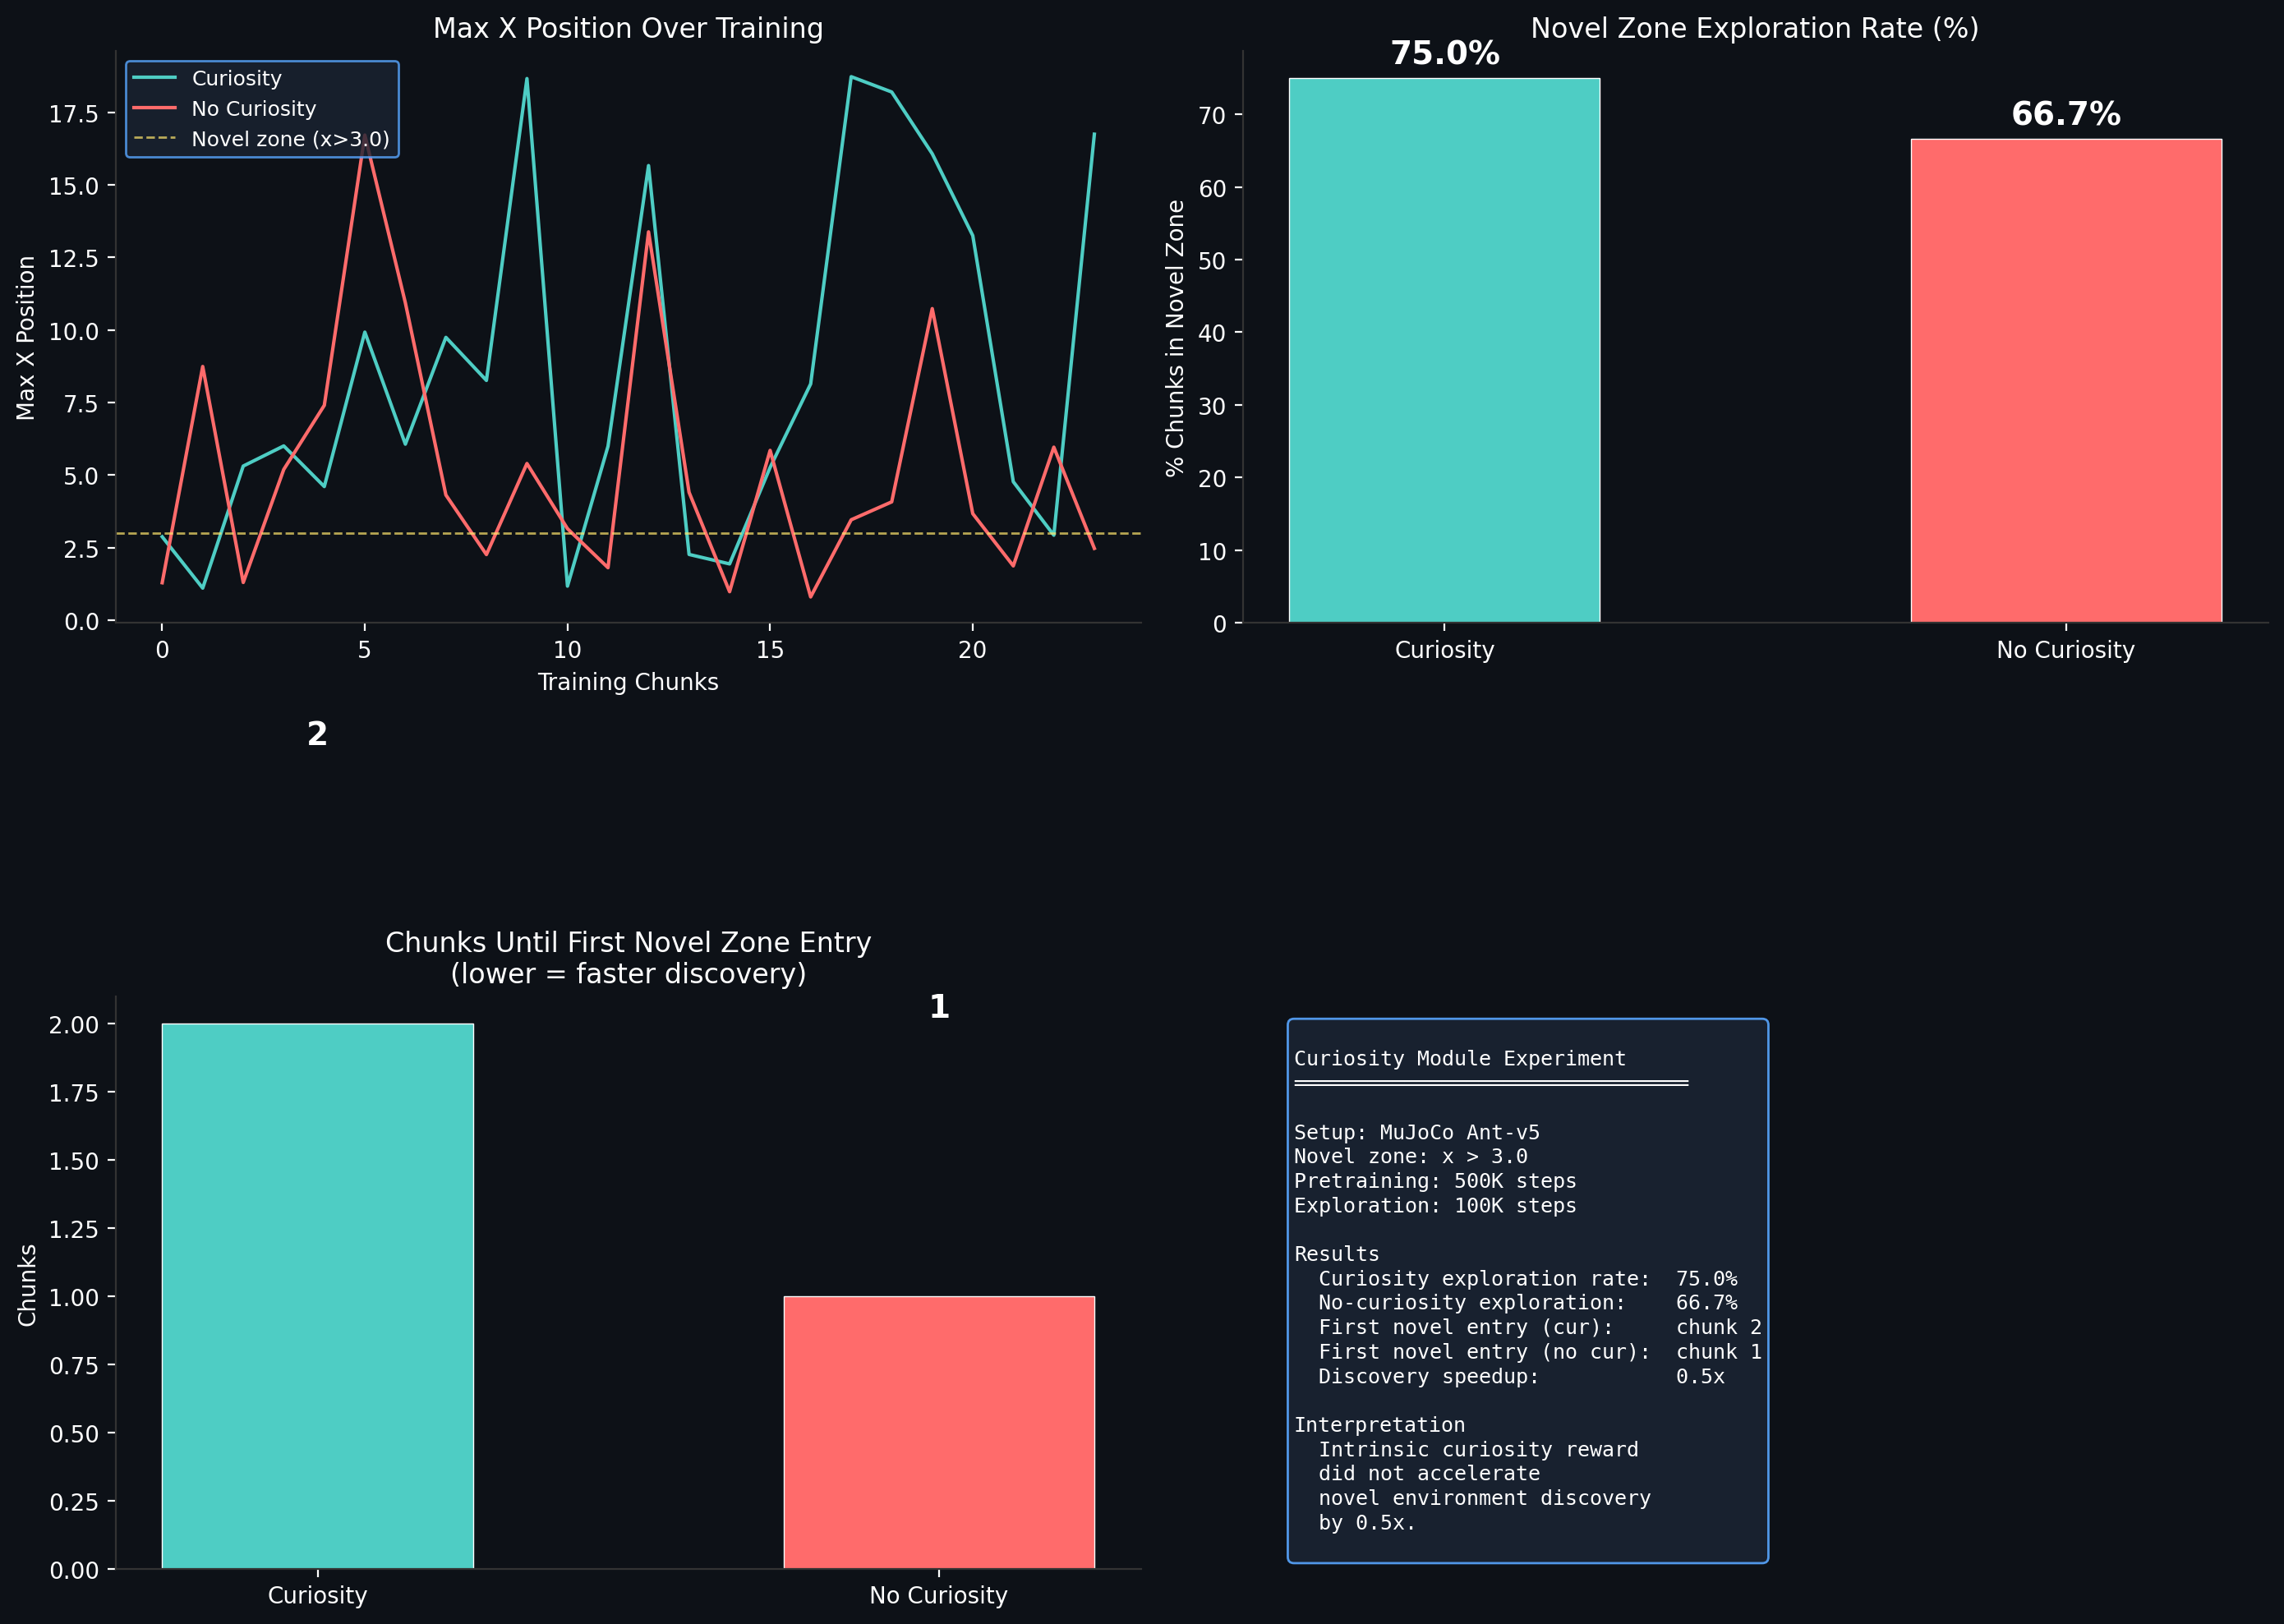 Max X Position Over Training
Curiosity
No Curiosity
Novel zone (x>3.0)
Max X Position
17.5
15.0
12.5
10.0
7.5
5.0
2.5
0.0
0
5
10
15
20
Training Chunks
Novel Zone Exploration Rate (%)
75.0%
66.7%
% Chunks in Novel Zone
70
60
50
40
30
20
10
0
Curiosity
No Curiosity
2
Chunks Until First Novel Zone Entry
(lower = faster discovery)
1
Chunks
2.00
1.75
1.50
1.25
1.00
0.75
0.50
0.25
0.00
Curiosity
No Curiosity
Curiosity Module Experiment
Setup: MuJoCo Ant-v5
Novel zone: x > 3.0
Pretraining: 500K steps
Exploration: 100K steps
Results
Curiosity exploration rate: 75.0%
No-curiosity exploration: 66.7%
First novel entry (cur): chunk 2
First novel entry (no cur): chunk 1
Discovery speedup: 0.5x
Interpretation
Intrinsic curiosity reward
did not accelerate
novel environment discovery
by 0.5x.